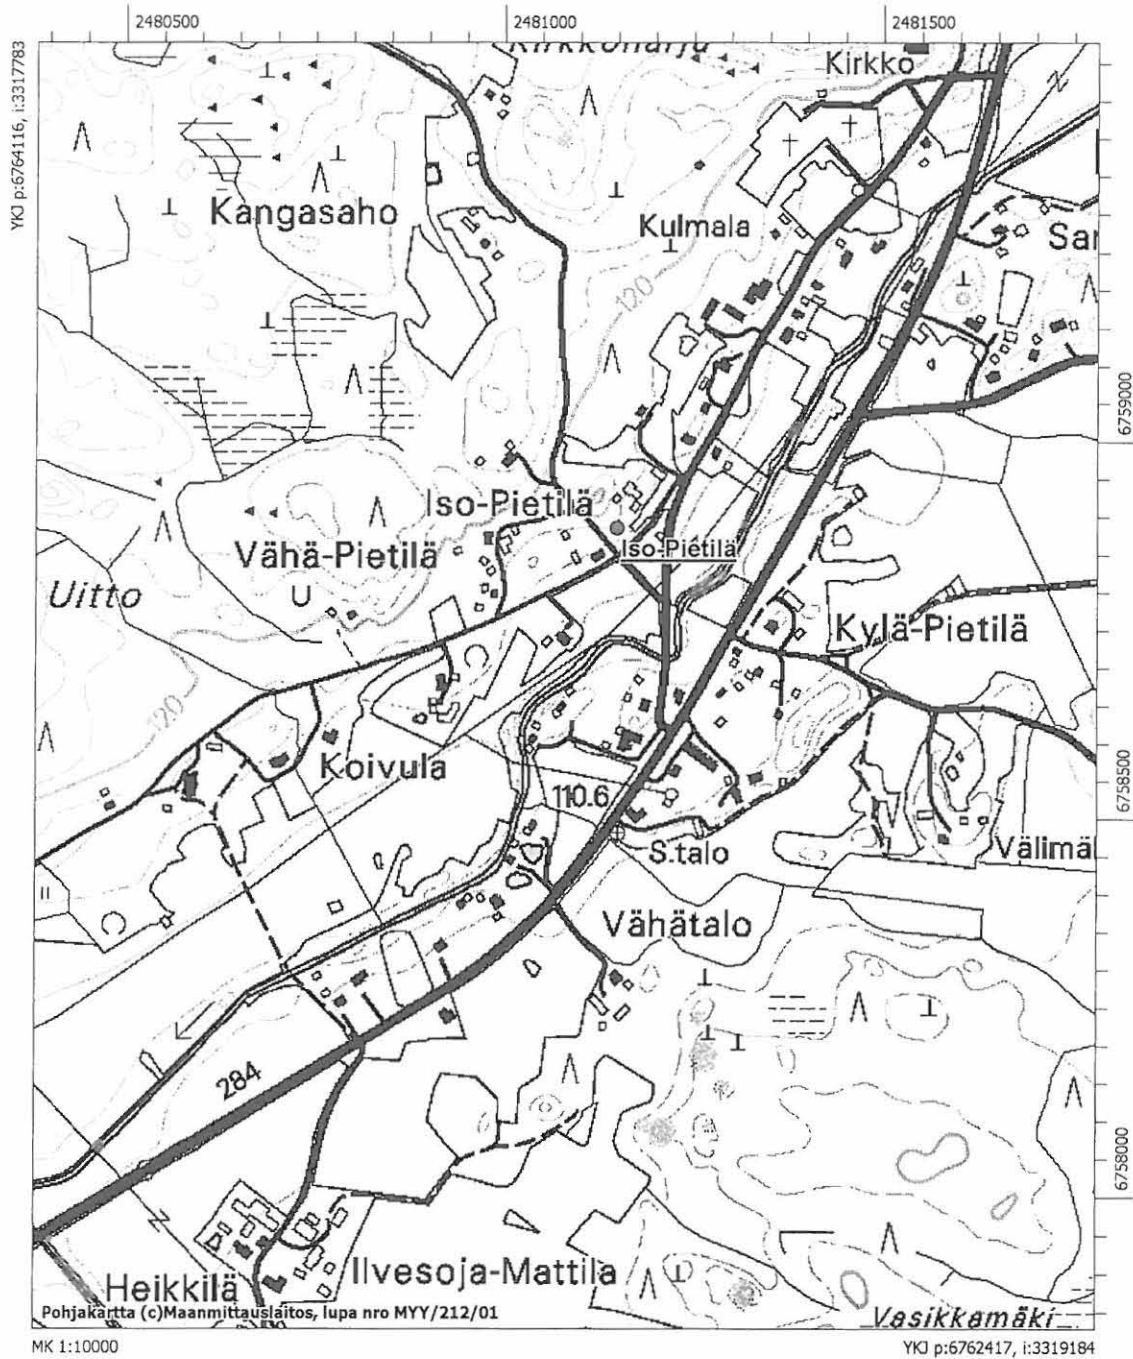 2480500
2481000
2481500
YKJ p:6764116, i:3317783
Kirkkoharju
Kirkko
Kangasaho
Kulmala
120
6759000
Iso-Pietilä
Iso-Pietilä
Vähä-Pietilä
Uitto
U
Kylä-Pietilä
120
Koivula
110.6
6758500
S.talo
Välimä
Vähätalo
284
6758000
Ilvesoja-Mattila
Heikkilä
Vasikkamäki
Pohjakartta (c)Maanmittauslaitos, lupa nro MYY/212/01
MK 1:10000
YKJ p:6762417, i:3319184